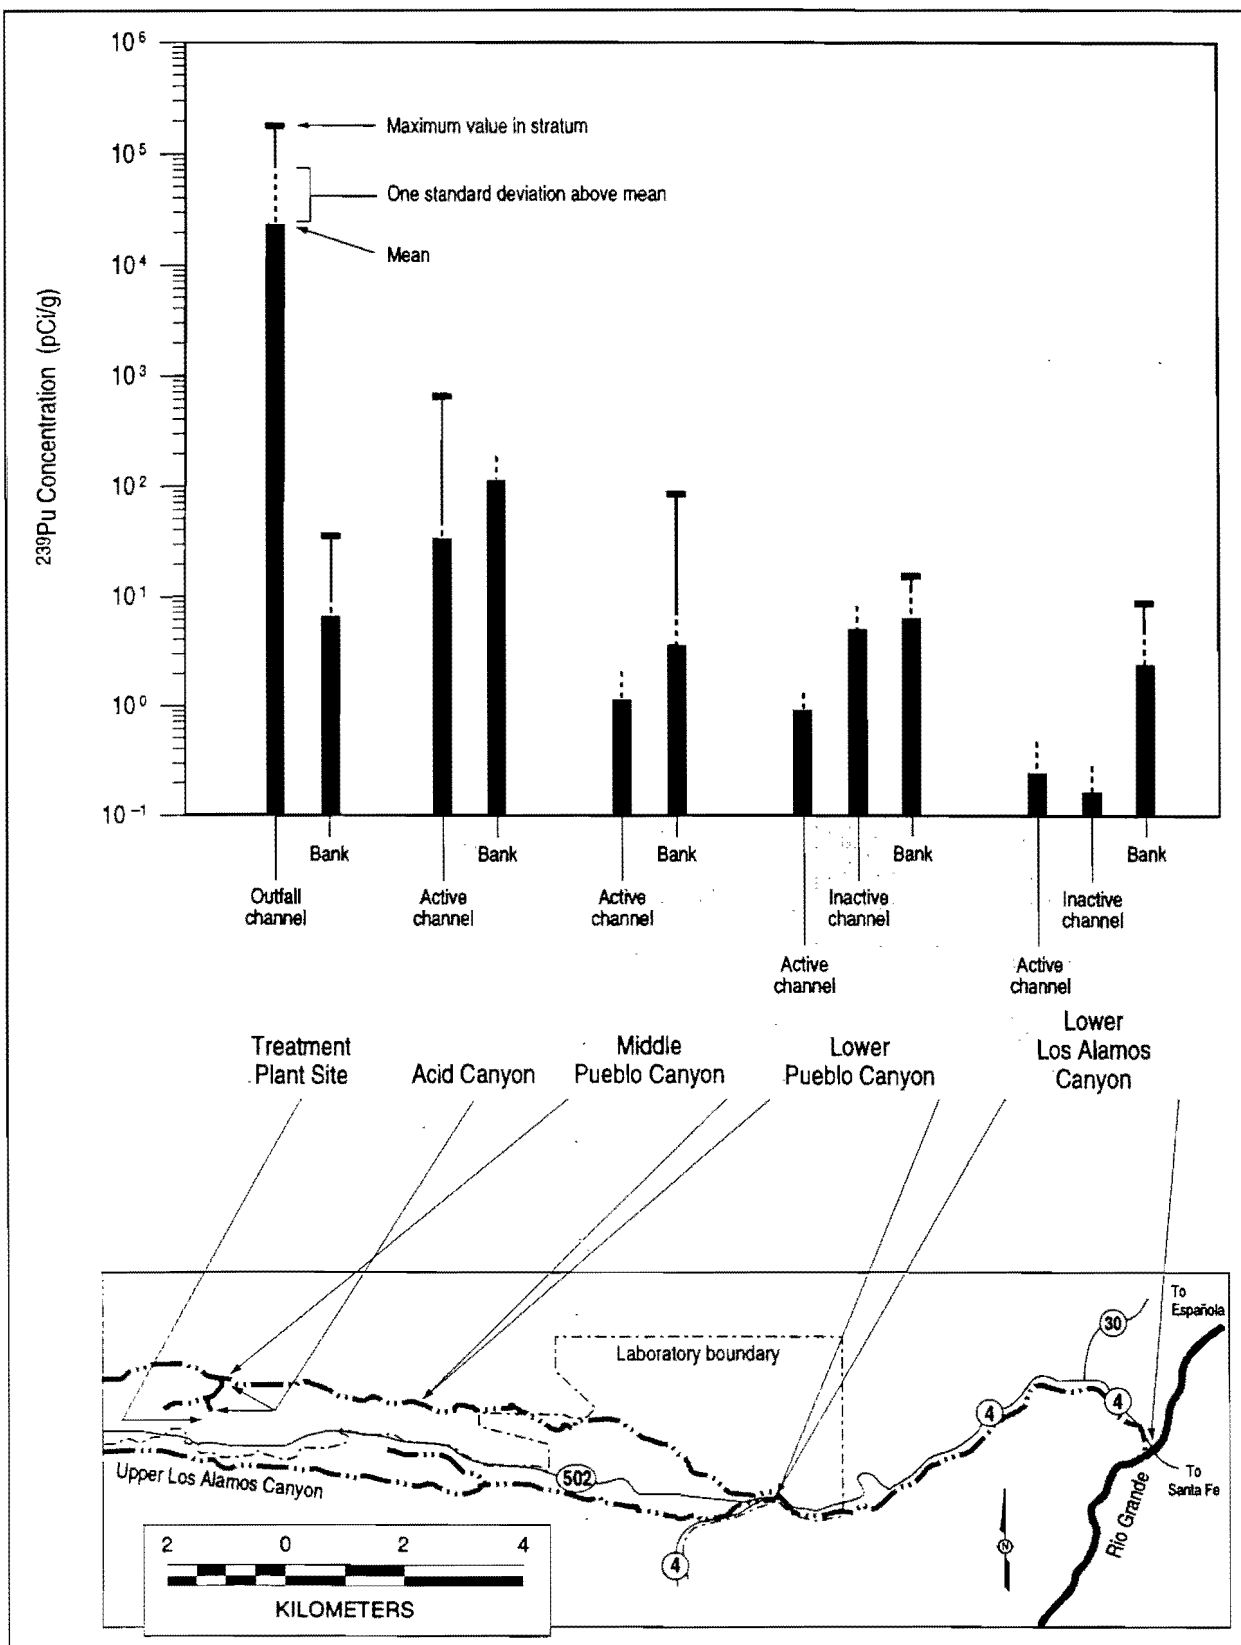 10⁶
10⁵
10⁴
10³
10²
10¹
10⁰
10⁻¹
²³⁹Pu Concentration (pCi/g)
Maximum value in stratum
One standard deviation above mean
Mean
Bank
Bank
Bank
Bank
Bank
Outfall
channel
Active
channel
Active
channel
Inactive
channel
Inactive
channel
Active
channel
Active
channel
Treatment
Plant Site
Acid Canyon
Middle
Pueblo Canyon
Lower
Pueblo Canyon
Lower
Los Alamos
Canyon
To
Española
30
Laboratory boundary
4
4
Upper Los Alamos Canyon
502
To
Santa Fe
Rio Grande
N
4
2 0 2 4
KILOMETERS